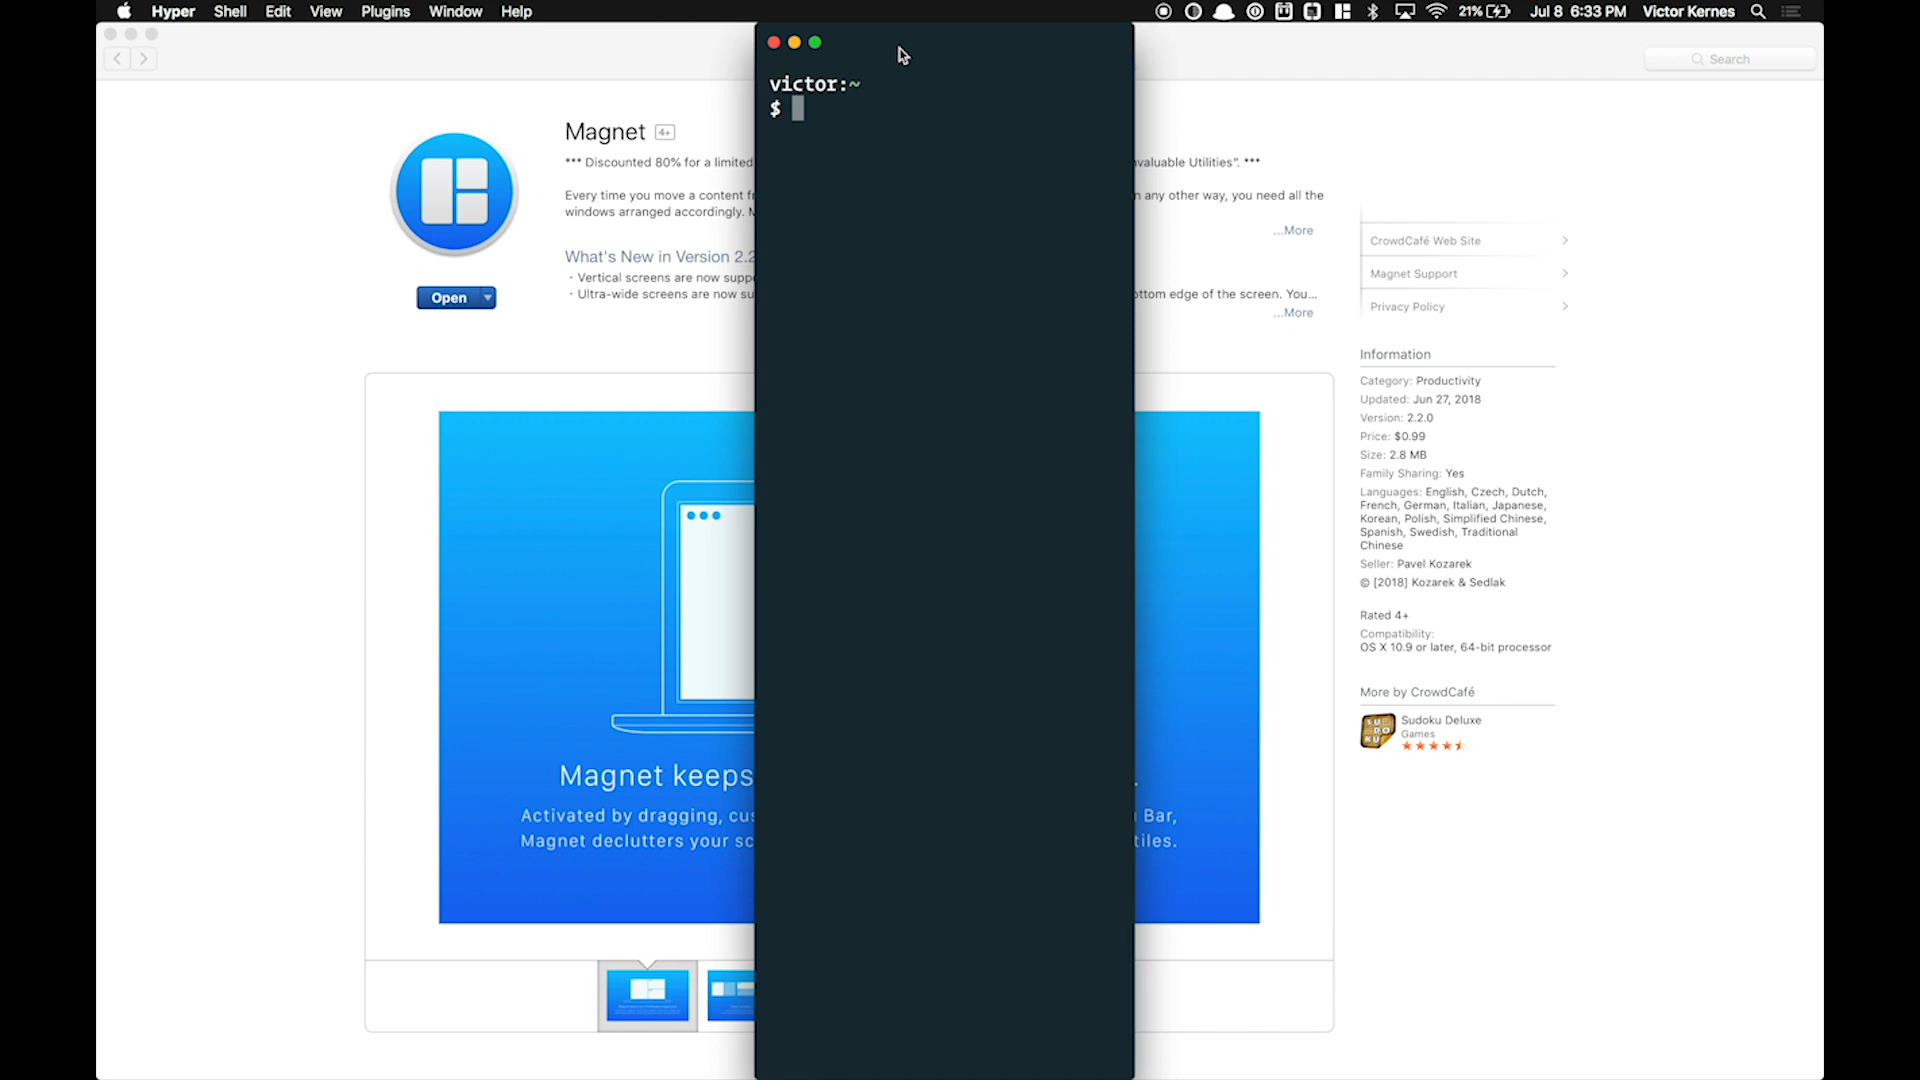 Hyper Shell Edit View Plugins Window Help 21% Jul 8 6:33 PM Victor Kernes
Search
victor:~
$
Magnet 4+
*** Discounted 80% for a limited
valuable Utilities". ***
Every time you move a content
n any other way, you need all the
windows arranged accordingly.
...More
What's New in Version 2.2
· Vertical screens are now supp
· Ultra-wide screens are now su
ottom edge of the screen. You...
...More
Open
CrowdCafé Web Site
Magnet Support
Privacy Policy
Information
Category: Productivity
Updated: Jun 27, 2018
Version: 2.2.0
Price: $0.99
Size: 2.8 MB
Family Sharing: Yes
Languages: English, Czech, Dutch,
French, German, Italian, Japanese,
Korean, Polish, Simplified Chinese,
Spanish, Swedish, Traditional
Chinese
Seller: Pavel Kozarek
© [2018] Kozarek & Sedlak
Rated 4+
Compatibility:
OS X 10.9 or later, 64-bit processor
More by CrowdCafé
SUDOKU
Sudoku Deluxe
Games
Magnet keeps
.
Activated by dragging, cus
Bar,
Magnet declutters your sc
tiles.